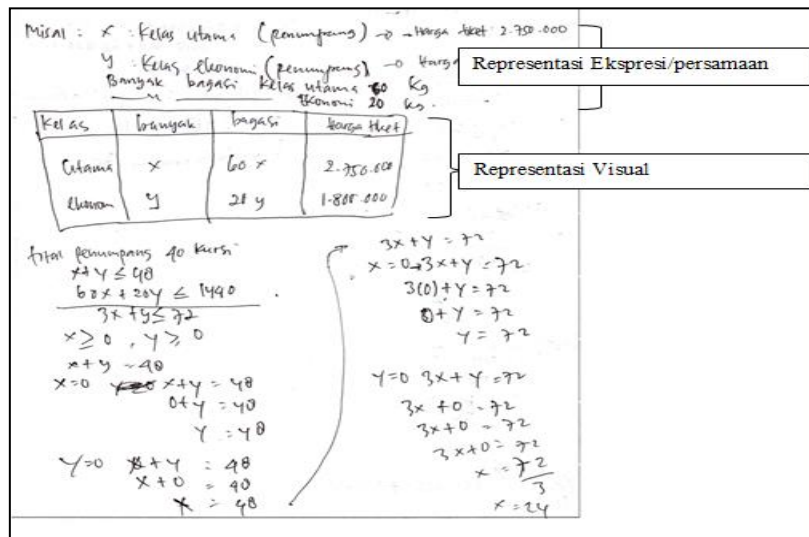 Misal : x : Kelas utama (penumpang) → Harga tiket 2.750.000
y : Kelas ekonomi (penumpang) → Harga
Banyak bagasi kelas utama 60 Kg
ekonomi 20 kg.
Representasi Ekspresi/persamaan
Kelas banyak bagasi Harga tiket
Utama x 60 x 2.750.000
ekonom y 20 y 1.800.000
Representasi Visual
total penumpang 40 kursi
x+y ≤ 48
60x + 20y ≤ 1440
3x + y ≤ 72
x ≥ 0 , y ≥ 0
x+y = 48
x=0 x+y = 48
0+y = 48
y = 48
y=0 x+y = 48
x+0 = 48
x = 48
3x+y = 72
x=0 → 3x+y = 72
3(0)+y = 72
0+y = 72
y = 72
y=0 3x+y = 72
3x+0 = 72
3x+0 = 72
3x+0 = 72
x = 72
3
x = 24